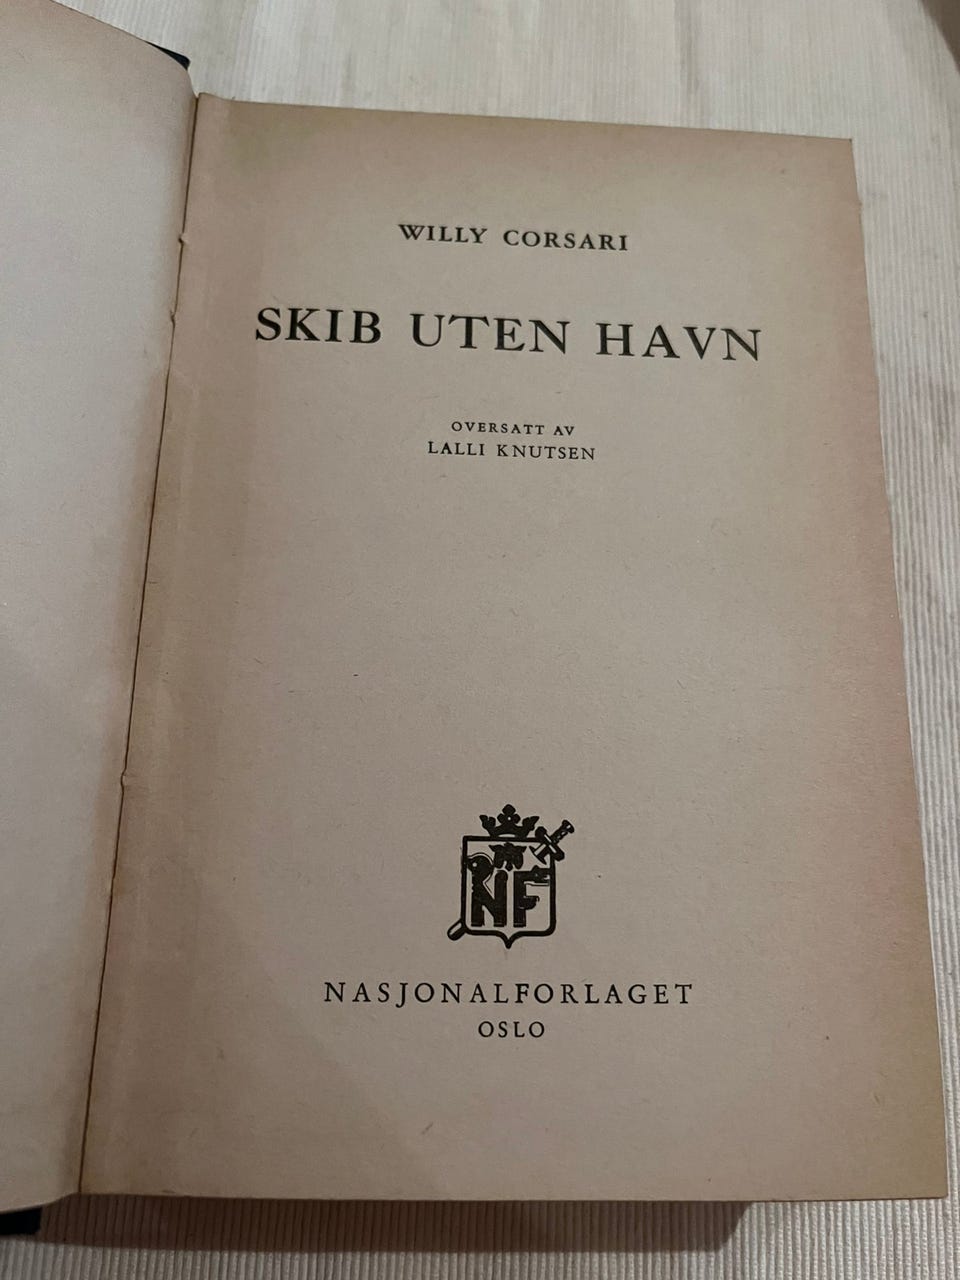 WILLY CORSARI
SKIB UTEN HAVN
OVERSATT AV
LALLI KNUTSEN
NF
NASJONALFORLAGET
OSLO